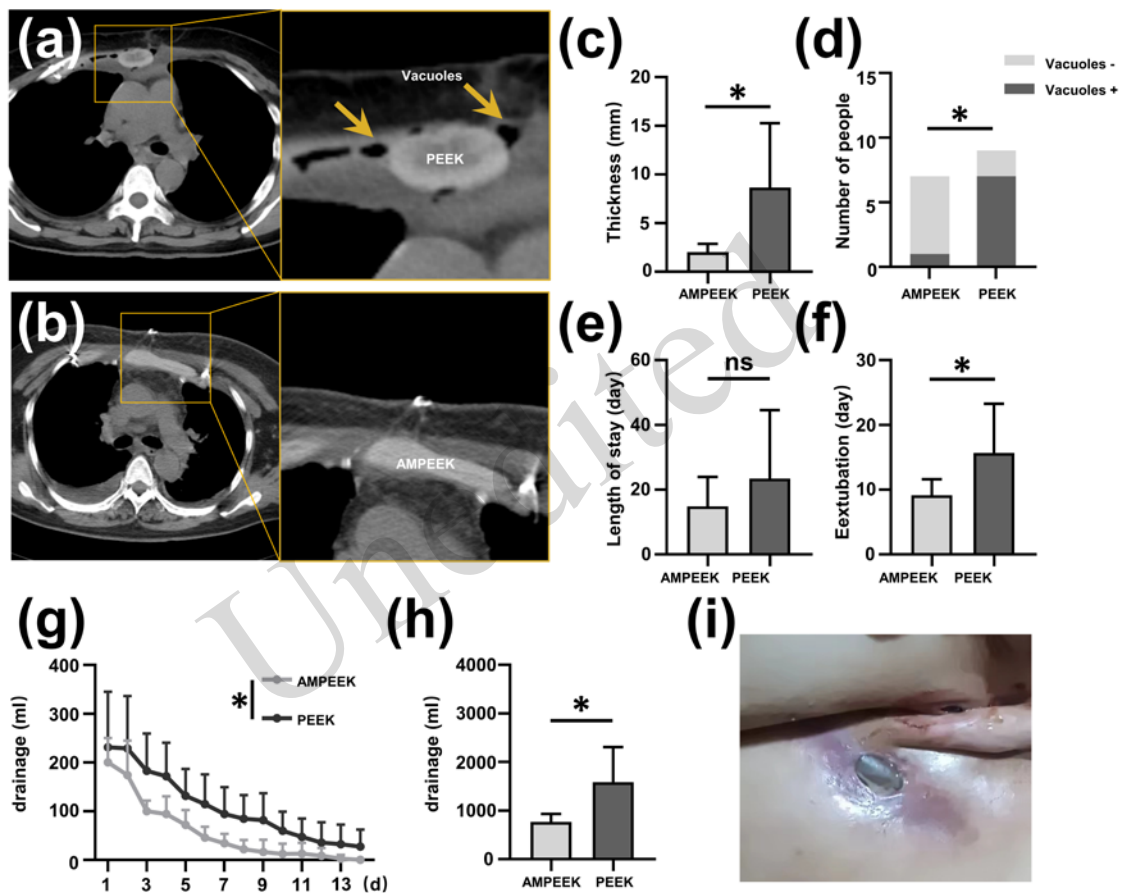 (a)
Vacuoles
PEEK
(b)
AMPEEK
(c)
Thickness (mm)
20
15
10
5
0
*
AMPEEK
PEEK
(d)
Vacuoles -
Vacuoles +
Number of people
15
10
5
0
*
AMPEEK
PEEK
(e)
Length of stay (day)
60
40
20
0
ns
AMPEEK
PEEK
(f)
Eextubation (day)
30
20
10
0
*
AMPEEK
PEEK
(g)
drainage (ml)
400
300
200
100
0
*
AMPEEK
PEEK
1 3 5 7 9 11 13 (d)
(h)
drainage (ml)
4000
3000
2000
1000
0
*
AMPEEK
PEEK
(i)
Unedited